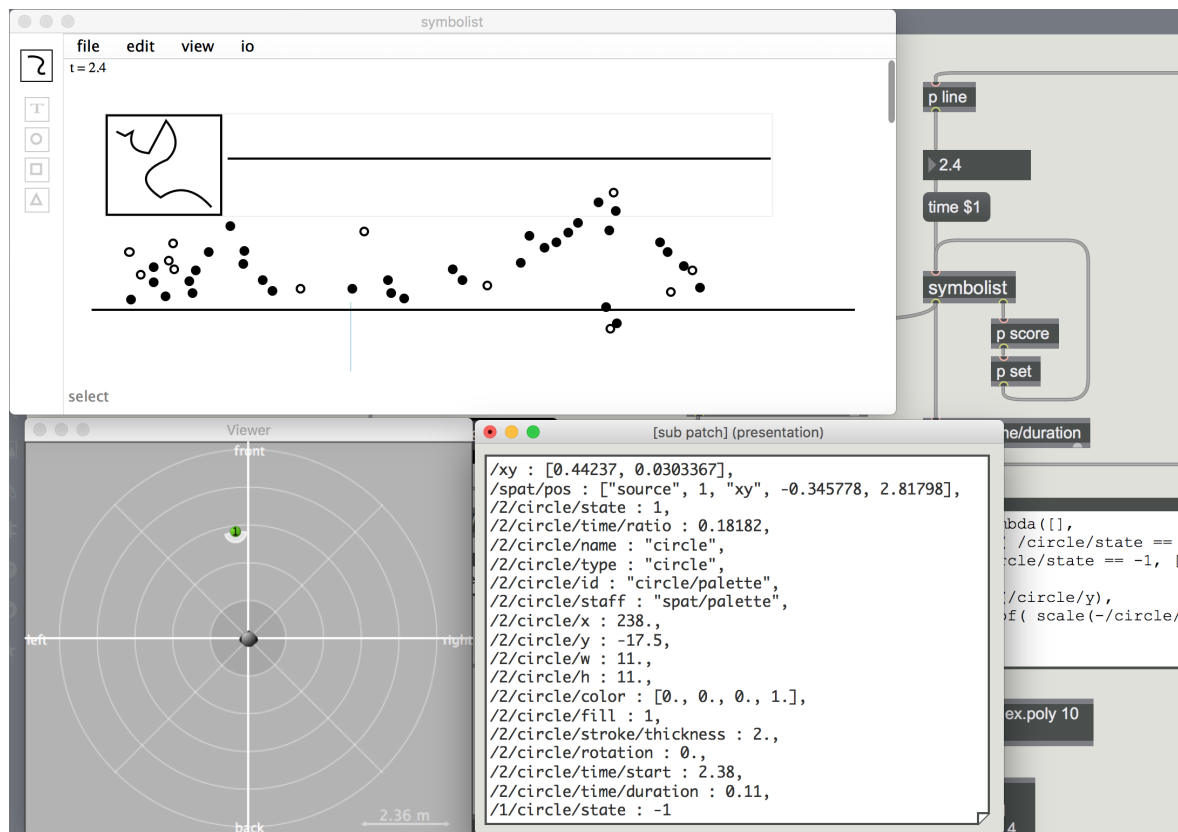 symbolist
file edit view io
t = 2.4
T
select
p line
2.4
time $1
symbolist
p score
p set
ne/duration
Viewer
front
1
left
right
2.36 m
back
[sub patch] (presentation)
/xy : [0.44237, 0.0303367],
/spat/pos : ["source", 1, "xy", -0.345778, 2.81798],
/2/circle/state : 1,
/2/circle/time/ratio : 0.18182,
/2/circle/name : "circle",
/2/circle/type : "circle",
/2/circle/id : "circle/palette",
/2/circle/staff : "spat/palette",
/2/circle/x : 238.,
/2/circle/y : -17.5,
/2/circle/w : 11.,
/2/circle/h : 11.,
/2/circle/color : [0., 0., 0., 1.],
/2/circle/fill : 1,
/2/circle/stroke/thickness : 2.,
/2/circle/rotation : 0.,
/2/circle/time/start : 2.38,
/2/circle/time/duration : 0.11,
/1/circle/state : -1
bda([],
/circle/state ==
cle/state == -1, [
/circle/y),
of( scale(-/circle/
ex.poly 10
4